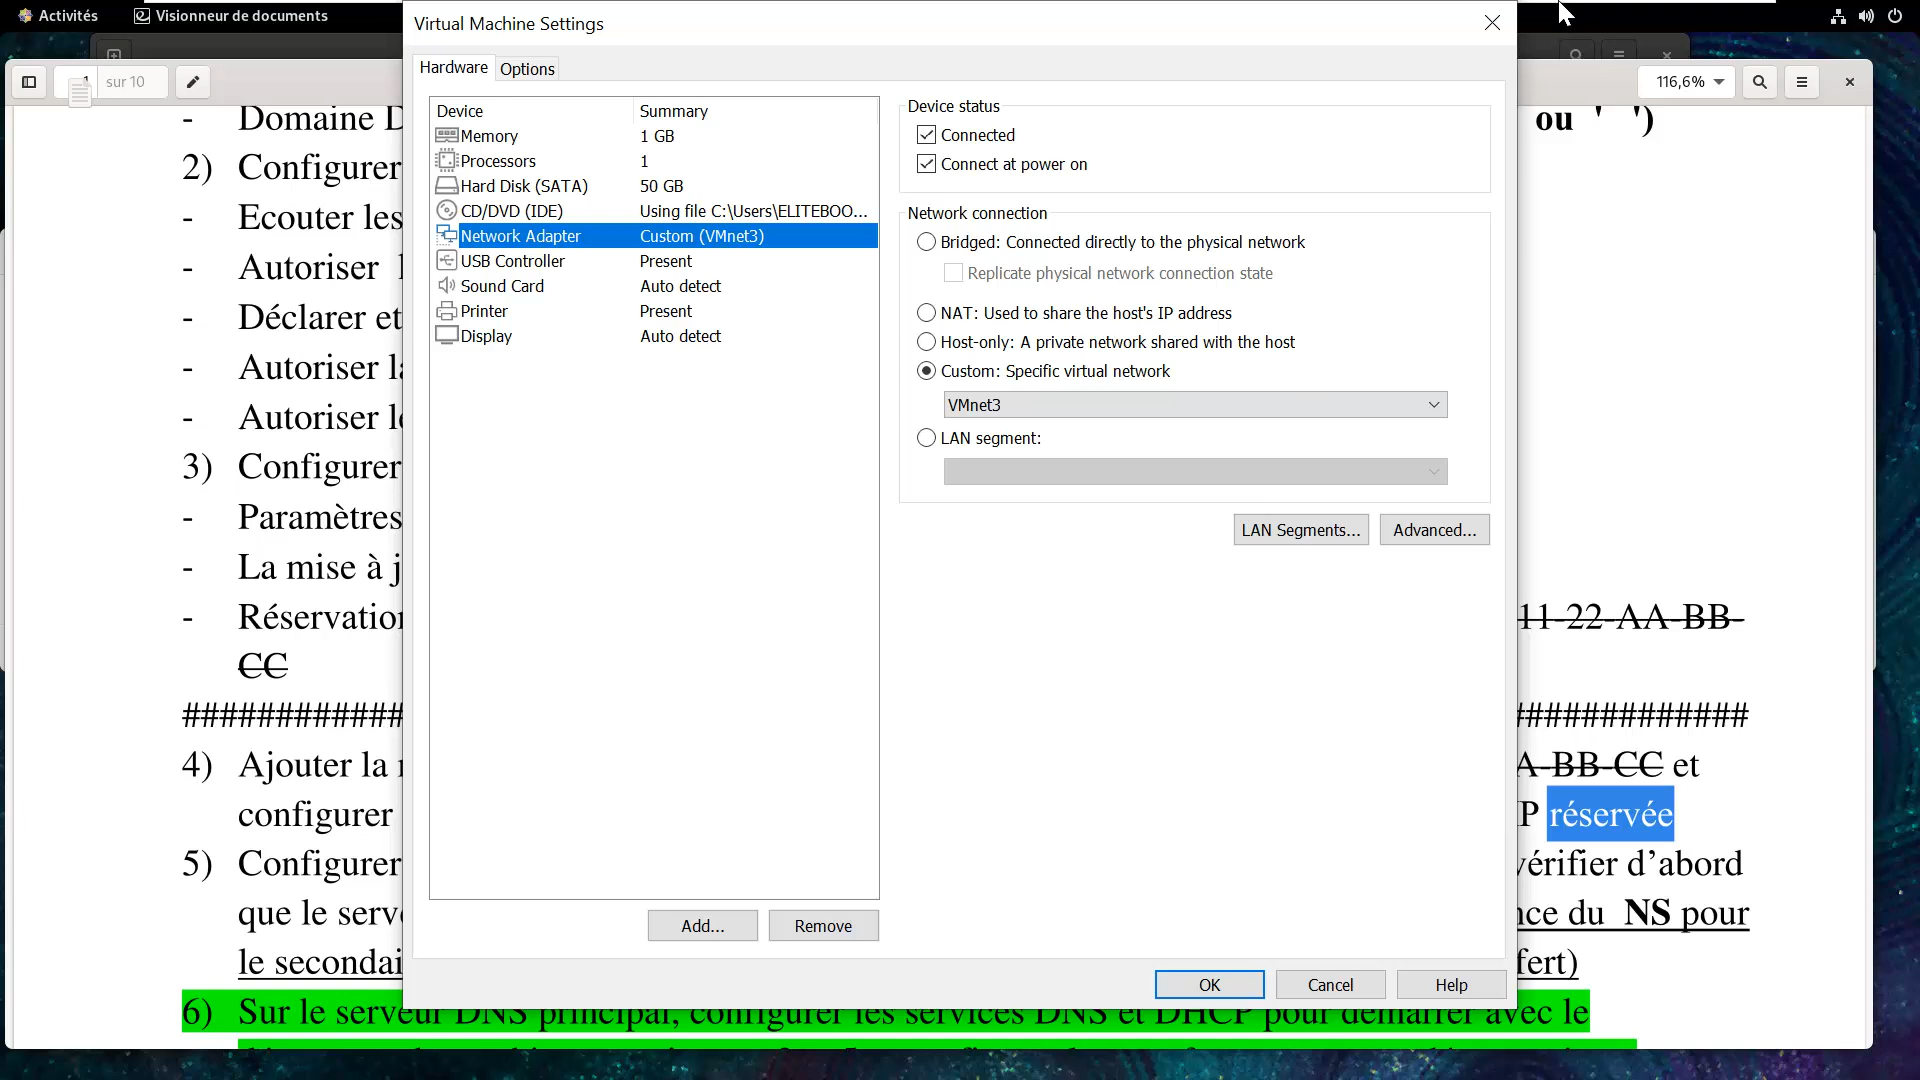 Activités
Visionneur de documents
Virtual Machine Settings
1
sur 10
Hardware
Options
116,6%
Device
Summary
Memory
1 GB
Processors
1
Hard Disk (SATA)
50 GB
CD/DVD (IDE)
Using file C:\Users\ELITEBOO...
Network Adapter
Custom (VMnet3)
USB Controller
Present
Sound Card
Auto detect
Printer
Present
Display
Auto detect
Add...
Remove
Device status
Connected
Connect at power on
Network connection
Bridged: Connected directly to the physical network
Replicate physical network connection state
NAT: Used to share the host's IP address
Host-only: A private network shared with the host
Custom: Specific virtual network
VMnet3
LAN segment:
LAN Segments...
Advanced...
OK
Cancel
Help
- Domaine D
ou ' ')
2) Configurer
- Ecouter les
- Autoriser
- Déclarer et
- Autoriser la
- Autoriser le
3) Configurer
- Paramètres
- La mise à j
- Réservation
11-22-AA-BB-
CC
############
#############
4) Ajouter la
A-BB-CC et
configurer
P réservée
5) Configurer
vérifier d’abord
que le serve
nce du NS pour
le secondai
fert)
6) Sur le serveur DNS principal, configurer les services DNS et DHCP pour démarrer avec le